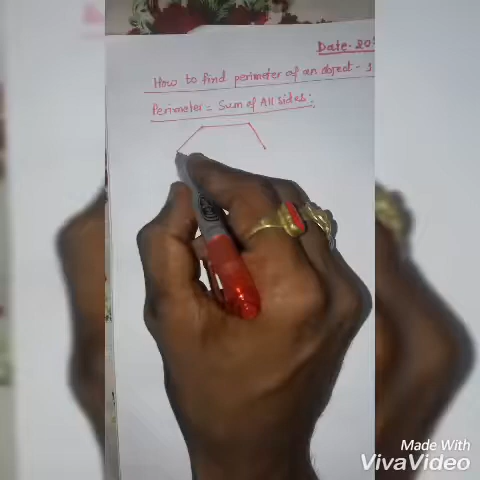 Date. 20
How to find perimeter of an object - 1
Perimeter = Sum of All sides:
Made With
VivaVideo